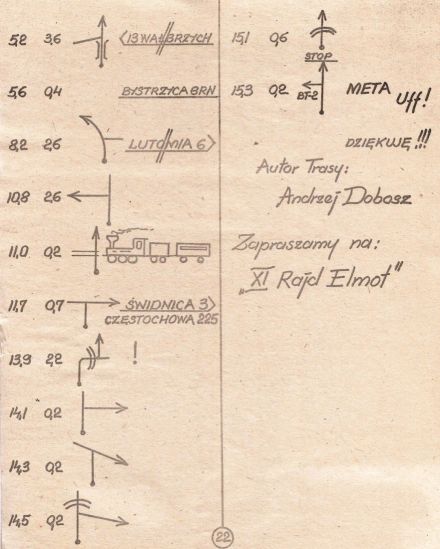 5,2 3,6 〈13 WAŁBRZYCH
5,6 0,4 BYSTRZYCA GRN
8,2 2,6 LUTOMIA 6〉
10,8 2,6
11,0 0,2
11,7 0,7 ŚWIDNICA 3〉
CZĘSTOCHOWA 225
13,9 2,2 !
14,1 0,2
14,3 0,2
14,5 0,2
15,1 0,6
STOP
15,3 0,2 BT-2 META Uff!
DZIĘKUJĘ!!!
Autor Trasy:
Andrzej Dobosz
Zapraszamy na:
„XI Rajd Elmot”
22